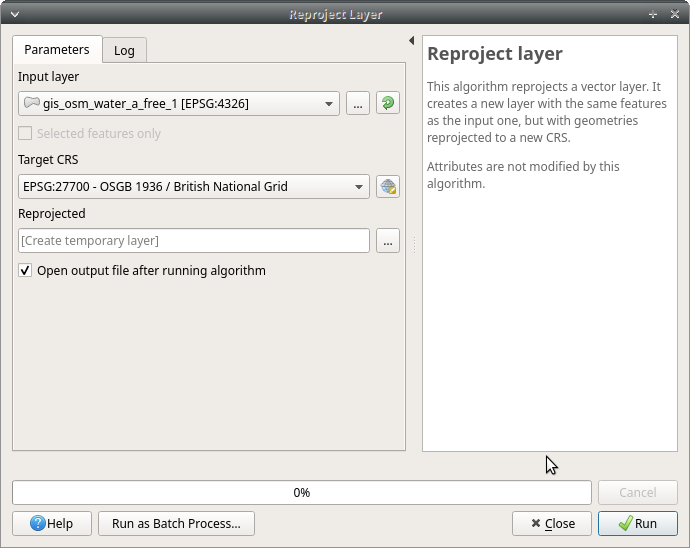 Reproject Layer
Parameters
Log
Input layer
gis_osm_water_a_free_1 [EPSG:4326]
...
Selected features only
Target CRS
EPSG:27700 - OSGB 1936 / British National Grid
Reprojected
[Create temporary layer]
...
Open output file after running algorithm
Reproject layer
This algorithm reprojects a vector layer. It
creates a new layer with the same features
as the input one, but with geometries
reprojected to a new CRS.
Attributes are not modified by this
algorithm.
0%
Cancel
Help
Run as Batch Process...
Close
Run